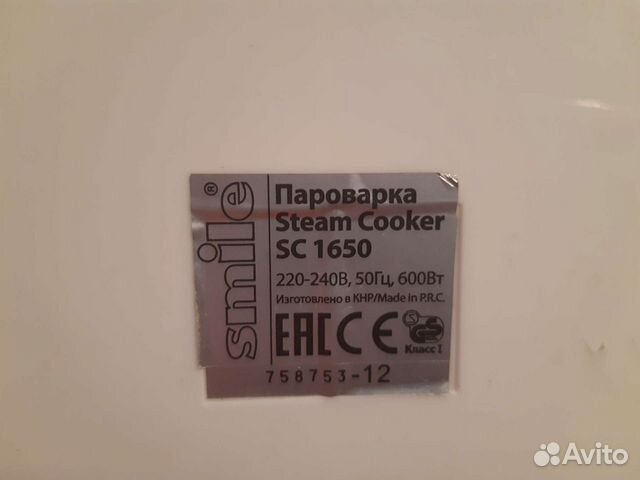 smile®
Пароварка
Steam Cooker
SC 1650
220-240В, 50Гц, 600Вт
Изготовлено в КНР/Made in P.R.C.
EAC CE GS
Класс I
758753-12
Avito